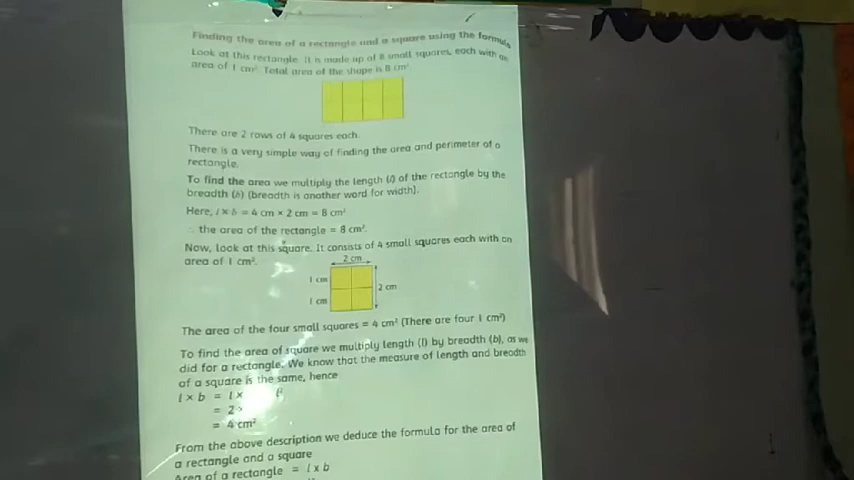 Finding the area of a rectangle and a square using the formula
Look at this rectangle. It is made up of 8 small squares, each with an
area of 1 cm². Total area of the shape is 8 cm².
There are 2 rows of 4 squares each.
There is a very simple way of finding the area and perimeter of a
rectangle.
To find the area we multiply the length (l) of the rectangle by the
breadth (b) (breadth is another word for width).
Here, l × b = 4 cm × 2 cm = 8 cm²
∴ the area of the rectangle = 8 cm².
Now, look at this square. It consists of 4 small squares each with an
area of 1 cm².
2 cm
1 cm
2 cm
1 cm
The area of the four small squares = 4 cm² (There are four 1 cm²)
To find the area of square we multiply length (l) by breadth (b), as we
did for a rectangle. We know that the measure of length and breadth
of a square is the same, hence
l × b = l ×
= 2 ×
= 4 cm²
From the above description we deduce the formula for the area of
a rectangle and a square
Area of a rectangle = l x b